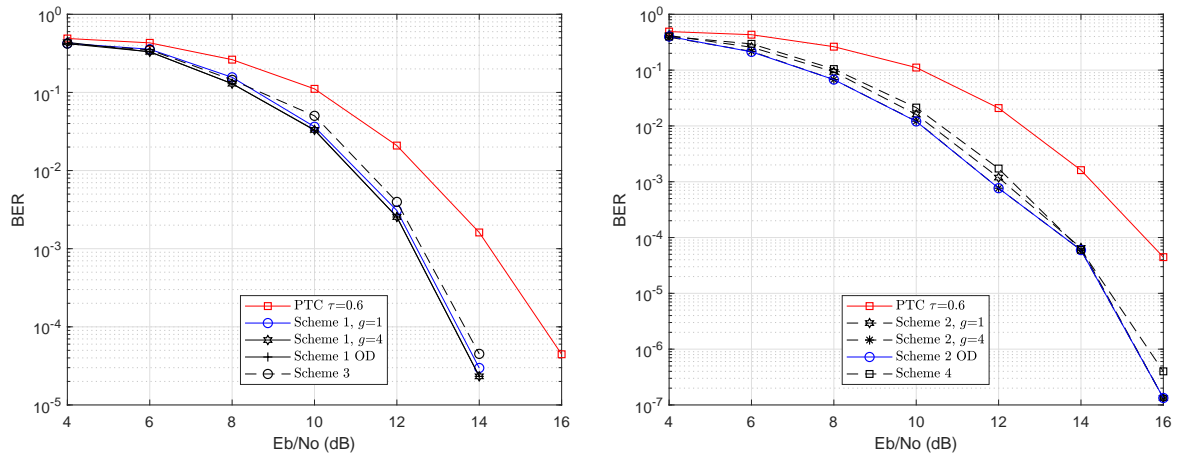 10^0
10^-1
10^-2
10^-3
10^-4
10^-5
BER
4 6 8 10 12 14 16
Eb/No (dB)
PTC τ=0.6
Scheme 1, g=1
Scheme 1, g=4
Scheme 1 OD
Scheme 3
10^0
10^-1
10^-2
10^-3
10^-4
10^-5
10^-6
10^-7
BER
4 6 8 10 12 14 16
Eb/No (dB)
PTC τ=0.6
Scheme 2, g=1
Scheme 2, g=4
Scheme 2 OD
Scheme 4